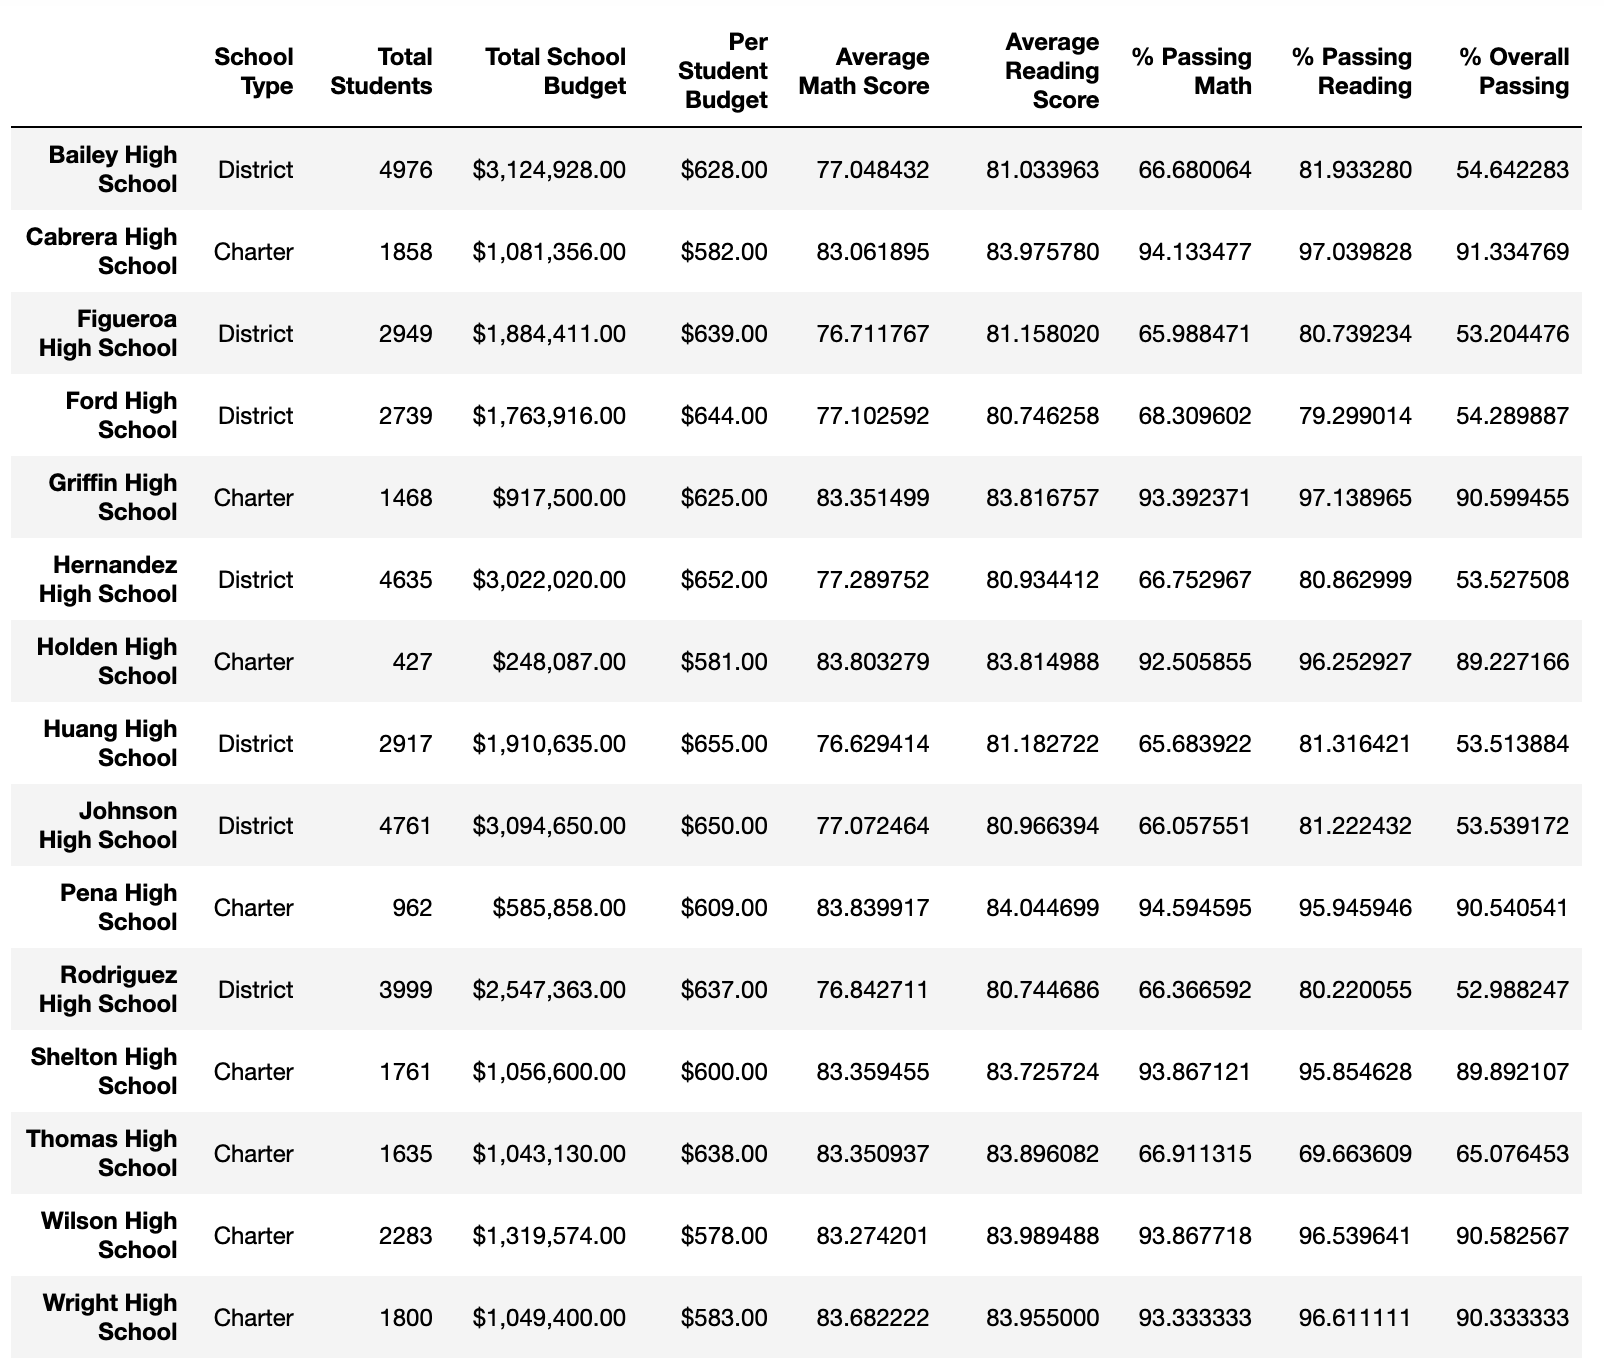 School Type Total Students Total School Budget Per Student Budget Average Math Score Average Reading Score % Passing Math % Passing Reading % Overall Passing
Bailey High School District 4976 $3,124,928.00 $628.00 77.048432 81.033963 66.680064 81.933280 54.642283
Cabrera High School Charter 1858 $1,081,356.00 $582.00 83.061895 83.975780 94.133477 97.039828 91.334769
Figueroa High School District 2949 $1,884,411.00 $639.00 76.711767 81.158020 65.988471 80.739234 53.204476
Ford High School District 2739 $1,763,916.00 $644.00 77.102592 80.746258 68.309602 79.299014 54.289887
Griffin High School Charter 1468 $917,500.00 $625.00 83.351499 83.816757 93.392371 97.138965 90.599455
Hernandez High School District 4635 $3,022,020.00 $652.00 77.289752 80.934412 66.752967 80.862999 53.527508
Holden High School Charter 427 $248,087.00 $581.00 83.803279 83.814988 92.505855 96.252927 89.227166
Huang High School District 2917 $1,910,635.00 $655.00 76.629414 81.182722 65.683922 81.316421 53.513884
Johnson High School District 4761 $3,094,650.00 $650.00 77.072464 80.966394 66.057551 81.222432 53.539172
Pena High School Charter 962 $585,858.00 $609.00 83.839917 84.044699 94.594595 95.945946 90.540541
Rodriguez High School District 3999 $2,547,363.00 $637.00 76.842711 80.744686 66.366592 80.220055 52.988247
Shelton High School Charter 1761 $1,056,600.00 $600.00 83.359455 83.725724 93.867121 95.854628 89.892107
Thomas High School Charter 1635 $1,043,130.00 $638.00 83.350937 83.896082 66.911315 69.663609 65.076453
Wilson High School Charter 2283 $1,319,574.00 $578.00 83.274201 83.989488 93.867718 96.539641 90.582567
Wright High School Charter 1800 $1,049,400.00 $583.00 83.682222 83.955000 93.333333 96.611111 90.333333